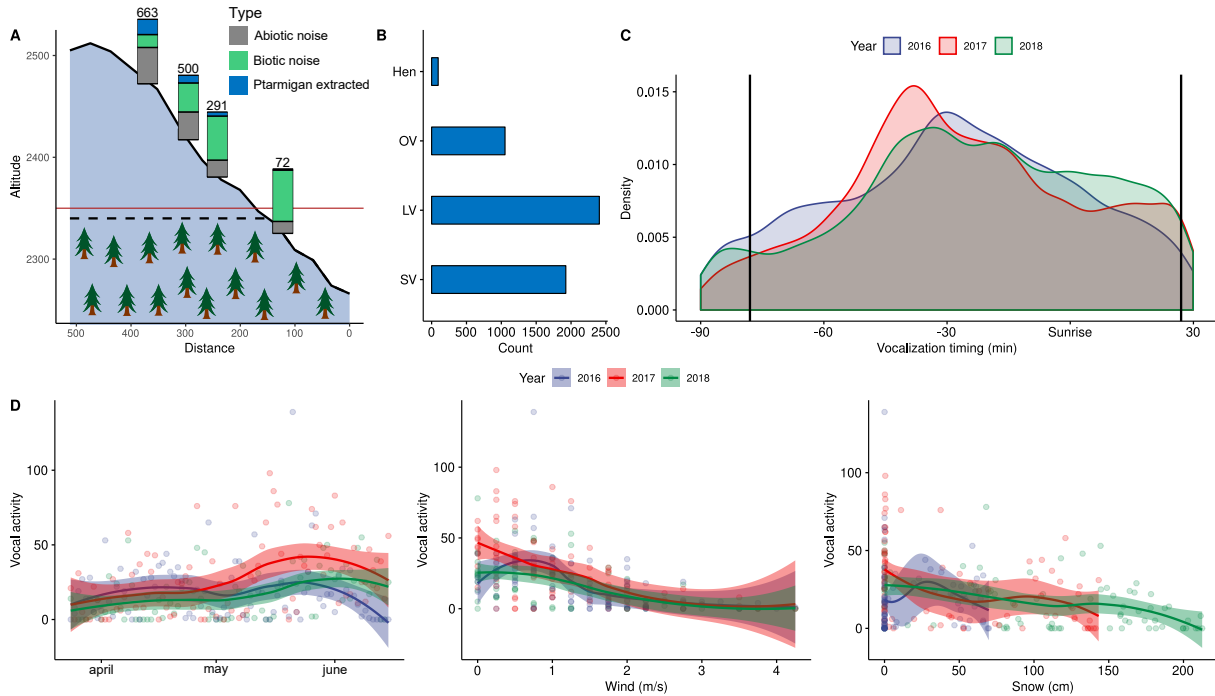 A
Altitude
2500
2400
2300
663
500
291
72
500
400
300
200
100
0
Distance
Type
Abiotic noise
Biotic noise
Ptarmigan extracted
B
Hen
OV
LV
SV
0 500 1000 1500 2000 2500
Count
C
Year 2016 2017 2018
Density
0.015
0.010
0.005
0.000
-90 -60 -30 Sunrise 30
Vocalization timing (min)
Year 2016 2017 2018
D
Vocal activity
100
50
0
april may june
Vocal activity
100
50
0
0 1 2 3 4
Wind (m/s)
Vocal activity
100
50
0
0 50 100 150 200
Snow (cm)